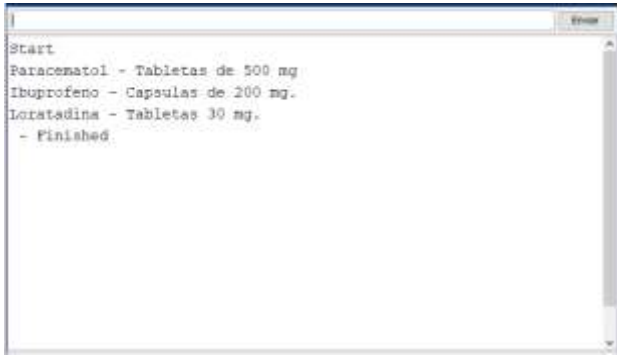 Enviar
Start
Paracematol - Tabletas de 500 mg
Ibuprofeno - Capsulas de 200 mg.
Loratadina - Tabletas 30 mg.
- Finished